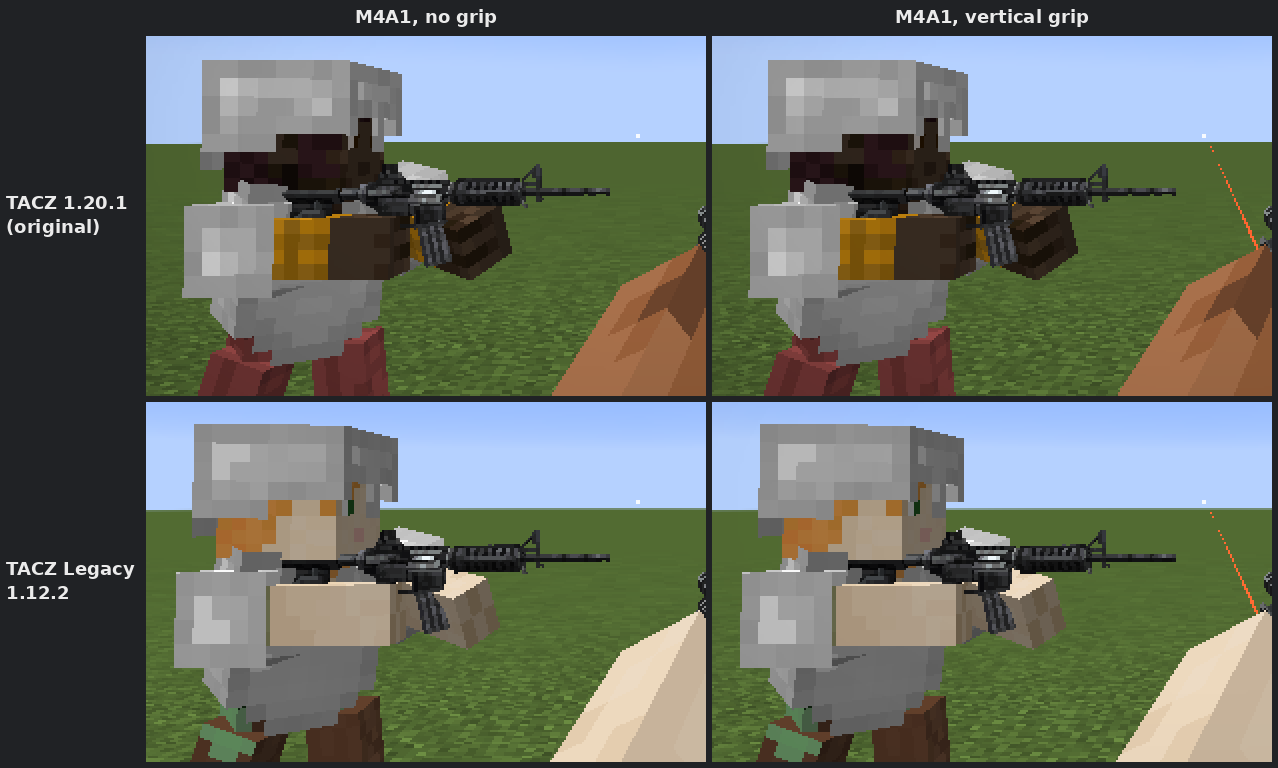 M4A1, no grip
M4A1, vertical grip
TACZ 1.20.1
(original)
TACZ Legacy
1.12.2